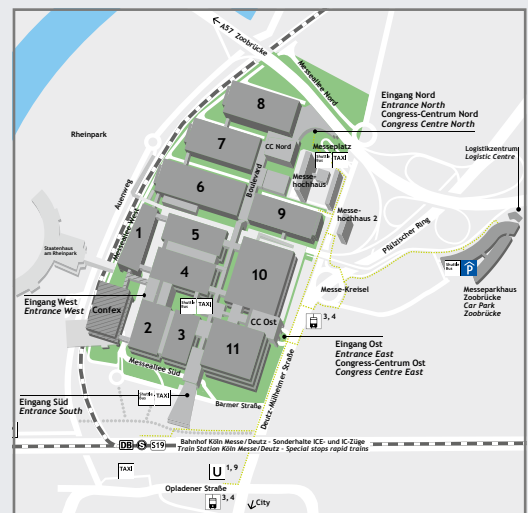 A57 Zoobrücke
Messeallee Nord
8
Eingang Nord
Entrance North
Congress-Centrum Nord
Congress Centre North
Rheinpark
7
CC Nord
Messeplatz
Shuttle
Bus
TAXI
Logistikzentrum
Logistic Centre
6
Boulevard
Messe-
hochhaus
Auenweg
Messeallee West
9
Messe-
hochhaus 2
Pfälzischer Ring
1
5
Staatenhaus
am Rheinpark
4
10
Shuttle
Bus
P
Messe-Kreisel
Messeparkhaus
Zoobrücke
Car Park
Zoobrücke
Eingang West
Entrance West
Confex
Shuttle
Bus
TAXI
CC Ost
3, 4
2
3
11
Eingang Ost
Entrance East
Congress-Centrum Ost
Congress Centre East
Messeallee Süd
Deutz-Mülheimer Straße
Eingang Süd
Entrance South
Shuttle
Bus
TAXI
Barmer Straße
DB S S19
Bahnhof Köln Messe/Deutz - Sonderhalte ICE- und IC-Züge
Train Station Köln Messe/Deutz - Special stops rapid trains
TAXI
U 1, 9
Opladener Straße
3, 4
City